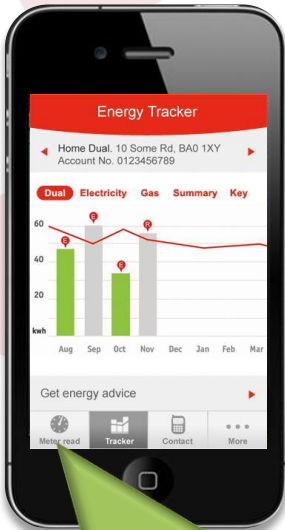 Energy Tracker
Home Dual. 10 Some Rd, BA0 1XY
Account No. 0123456789
Dual Electricity Gas Summary Key
60
E
R
E
E
40
20
kwh
Aug Sep Oct Nov Dec Jan Feb Mar
Get energy advice
Meter read Tracker Contact More